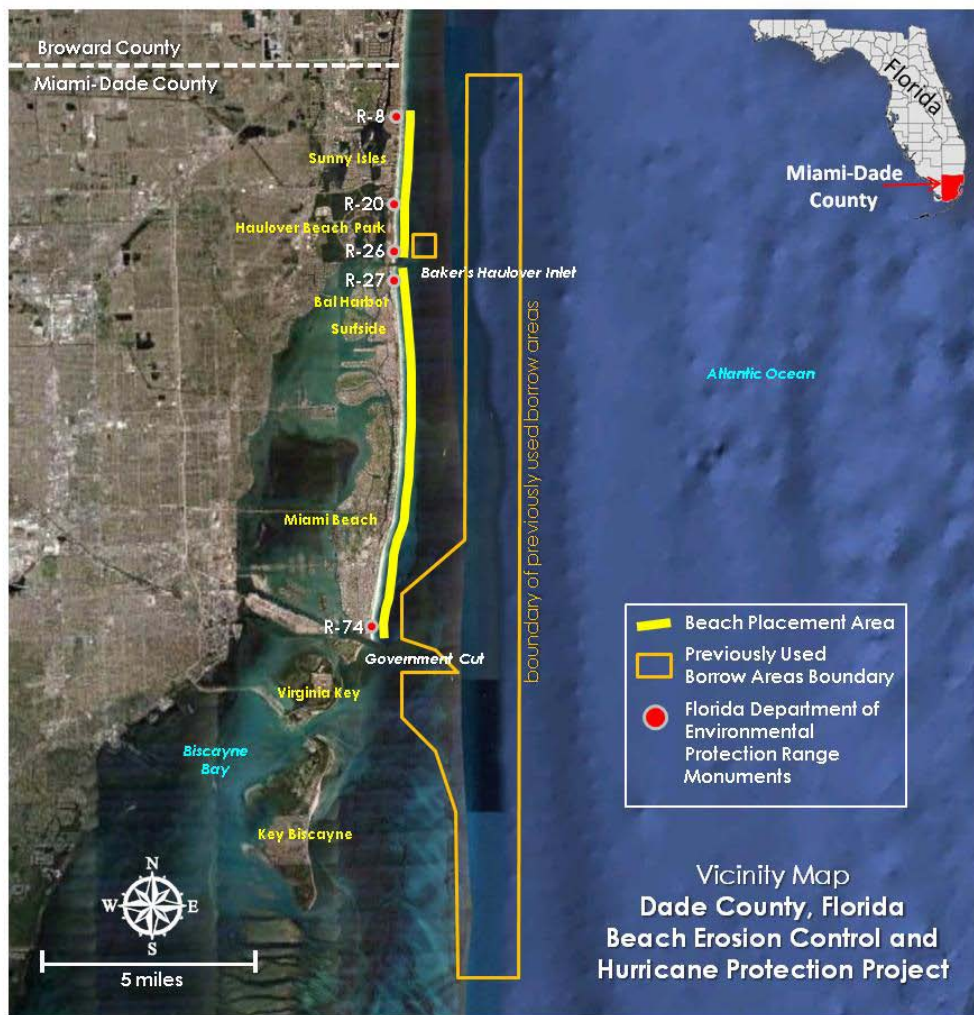 Broward County
Miami-Dade County
Florida
Miami-Dade
County
R-8
Sunny Isles
R-20
Haulover Beach Park
R-26
Baker's Haulover Inlet
R-27
Bal Harbor
Surfside
Atlantic Ocean
boundary of previously used borrow areas
Miami Beach
R-74
Government Cut
Virginia Key
Biscayne
Bay
Key Biscayne
Beach Placement Area
Previously Used
Borrow Areas Boundary
Florida Department of
Environmental
Protection Range
Monuments
N
W E
S
5 miles
Vicinity Map
Dade County, Florida
Beach Erosion Control and
Hurricane Protection Project